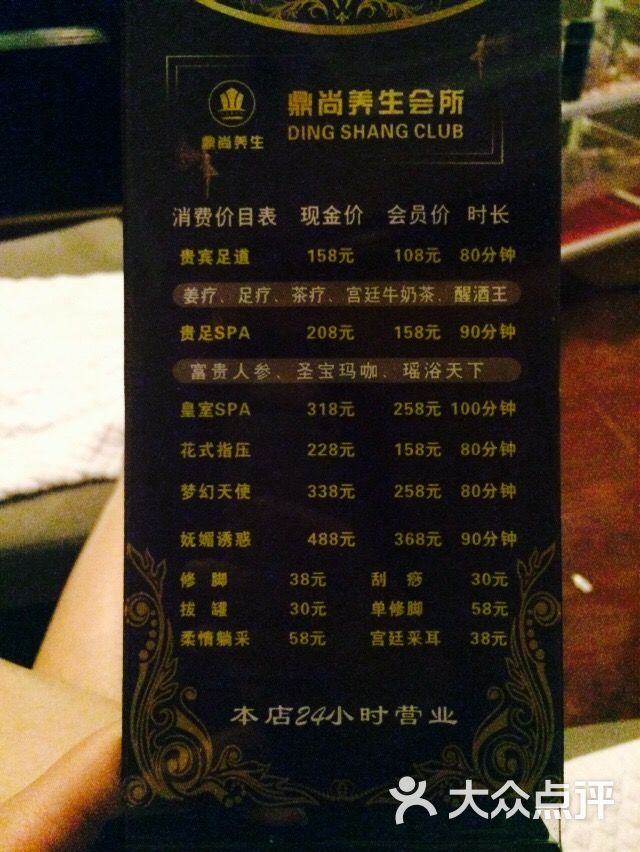 鼎尚养生会所
DING SHANG CLUB
鼎尚养生
消费价目表 现金价 会员价 时长
贵宾足道 158元 108元 80分钟
姜疗、足疗、茶疗、宫廷牛奶茶、醒酒王
贵足SPA 208元 158元 90分钟
富贵人参、圣宝玛咖、瑶浴天下
皇室SPA 318元 258元 100分钟
花式指压 228元 158元 80分钟
梦幻天使 338元 258元 80分钟
妩媚诱惑 488元 368元 90分钟
修脚 38元 刮痧 30元
拔罐 30元 单修脚 58元
柔情躺采 58元 宫廷采耳 38元
本店24小时营业
大众点评